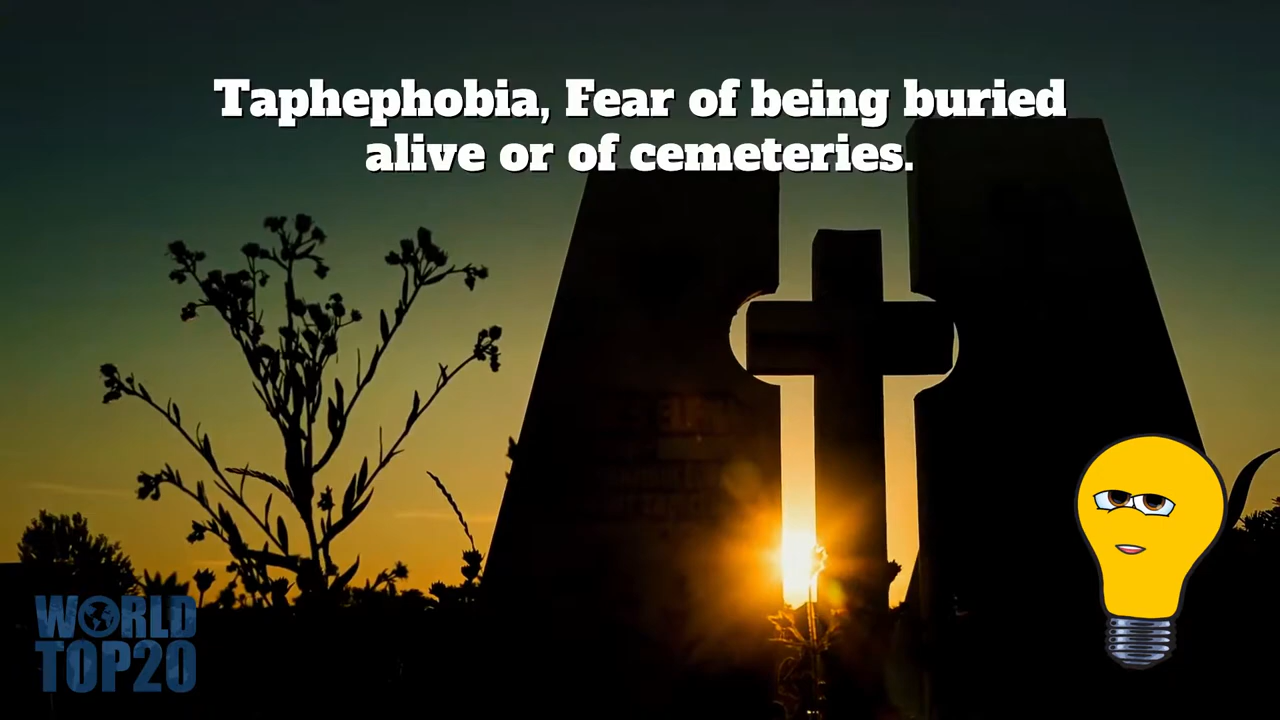 Taphephobia, Fear of being buried
alive or of cemeteries.
WORLD
TOP20